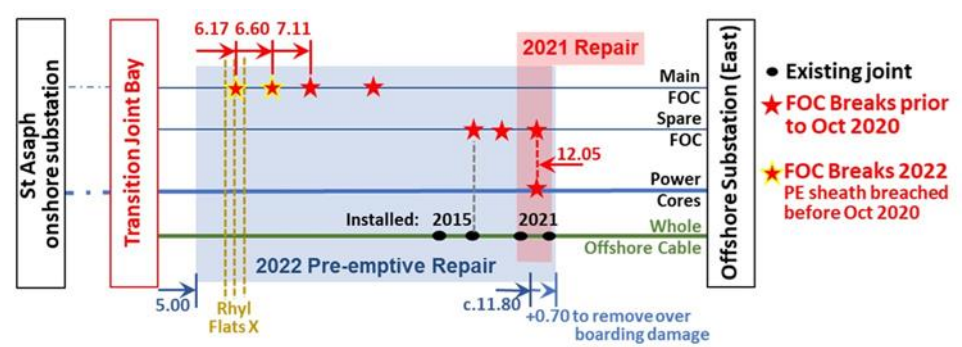 St Asaph
onshore substation
Transition Joint Bay
6.17 6.60 7.11
2021 Repair
Main
FOC
Spare
FOC
12.05
Power
Cores
Installed: 2015 2021
Whole
Offshore Cable
2022 Pre-emptive Repair
5.00
Rhyl
Flats X
c.11.80
+0.70 to remove over
boarding damage
Offshore Substation (East)
Existing joint
FOC Breaks prior
to Oct 2020
FOC Breaks 2022
PE sheath breached
before Oct 2020